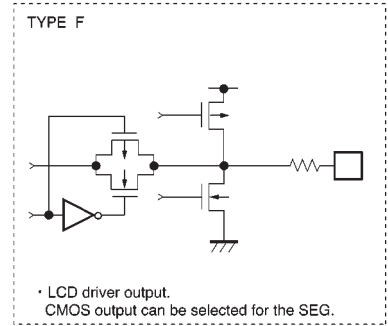 TYPE F
・LCD driver output.
CMOS output can be selected for the SEG.